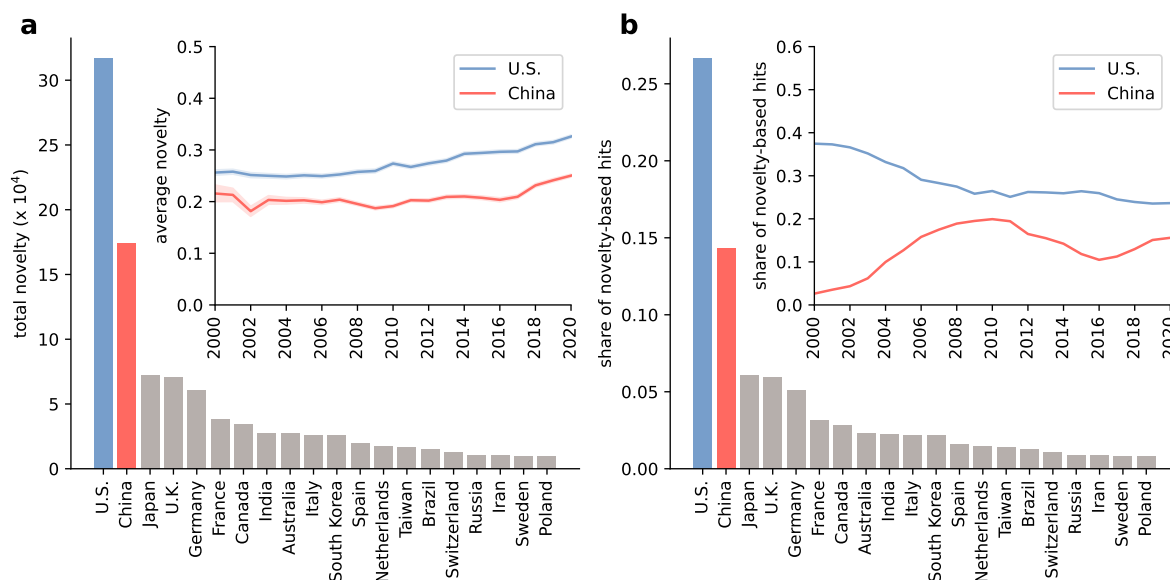 a
total novelty (x 10⁴)
0
5
10
15
20
25
30
U.S.
China
Japan
U.K.
Germany
France
Canada
India
Australia
Italy
South Korea
Spain
Netherlands
Taiwan
Brazil
Switzerland
Russia
Iran
Sweden
Poland
average novelty
0.5
0.4
0.3
0.2
0.1
0.0
U.S.
China
2000
2002
2004
2006
2008
2010
2012
2014
2016
2018
2020
b
share of novelty-based hits
0.25
0.20
0.15
0.10
0.05
0.00
U.S.
China
Japan
U.K.
Germany
France
Canada
Australia
India
Italy
South Korea
Spain
Netherlands
Taiwan
Brazil
Switzerland
Russia
Iran
Sweden
Poland
share of novelty-based hits
0.6
0.5
0.4
0.3
0.2
0.1
0.0
U.S.
China
2000
2002
2004
2006
2008
2010
2012
2014
2016
2018
2020